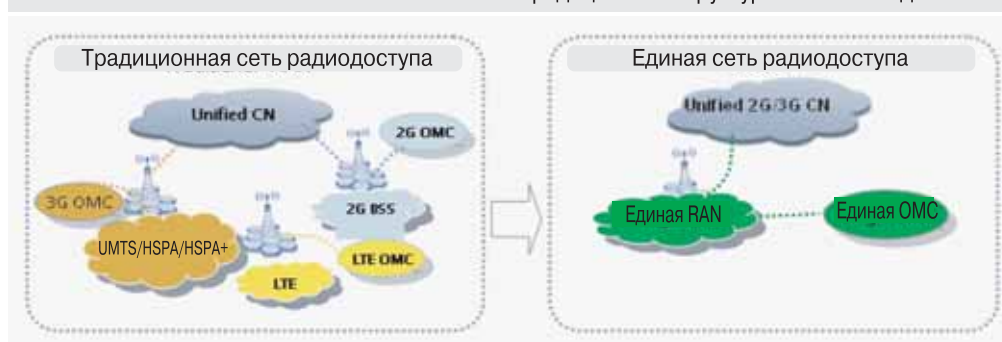 Традиционная сеть радиодоступа
Unified CN
2G OMC
3G OMC
2G BSS
UMTS/HSPA/HSPA+
LTE OMC
LTE
Единая сеть радиодоступа
Unified 2G/3G CN
Единая RAN
Единая OMC